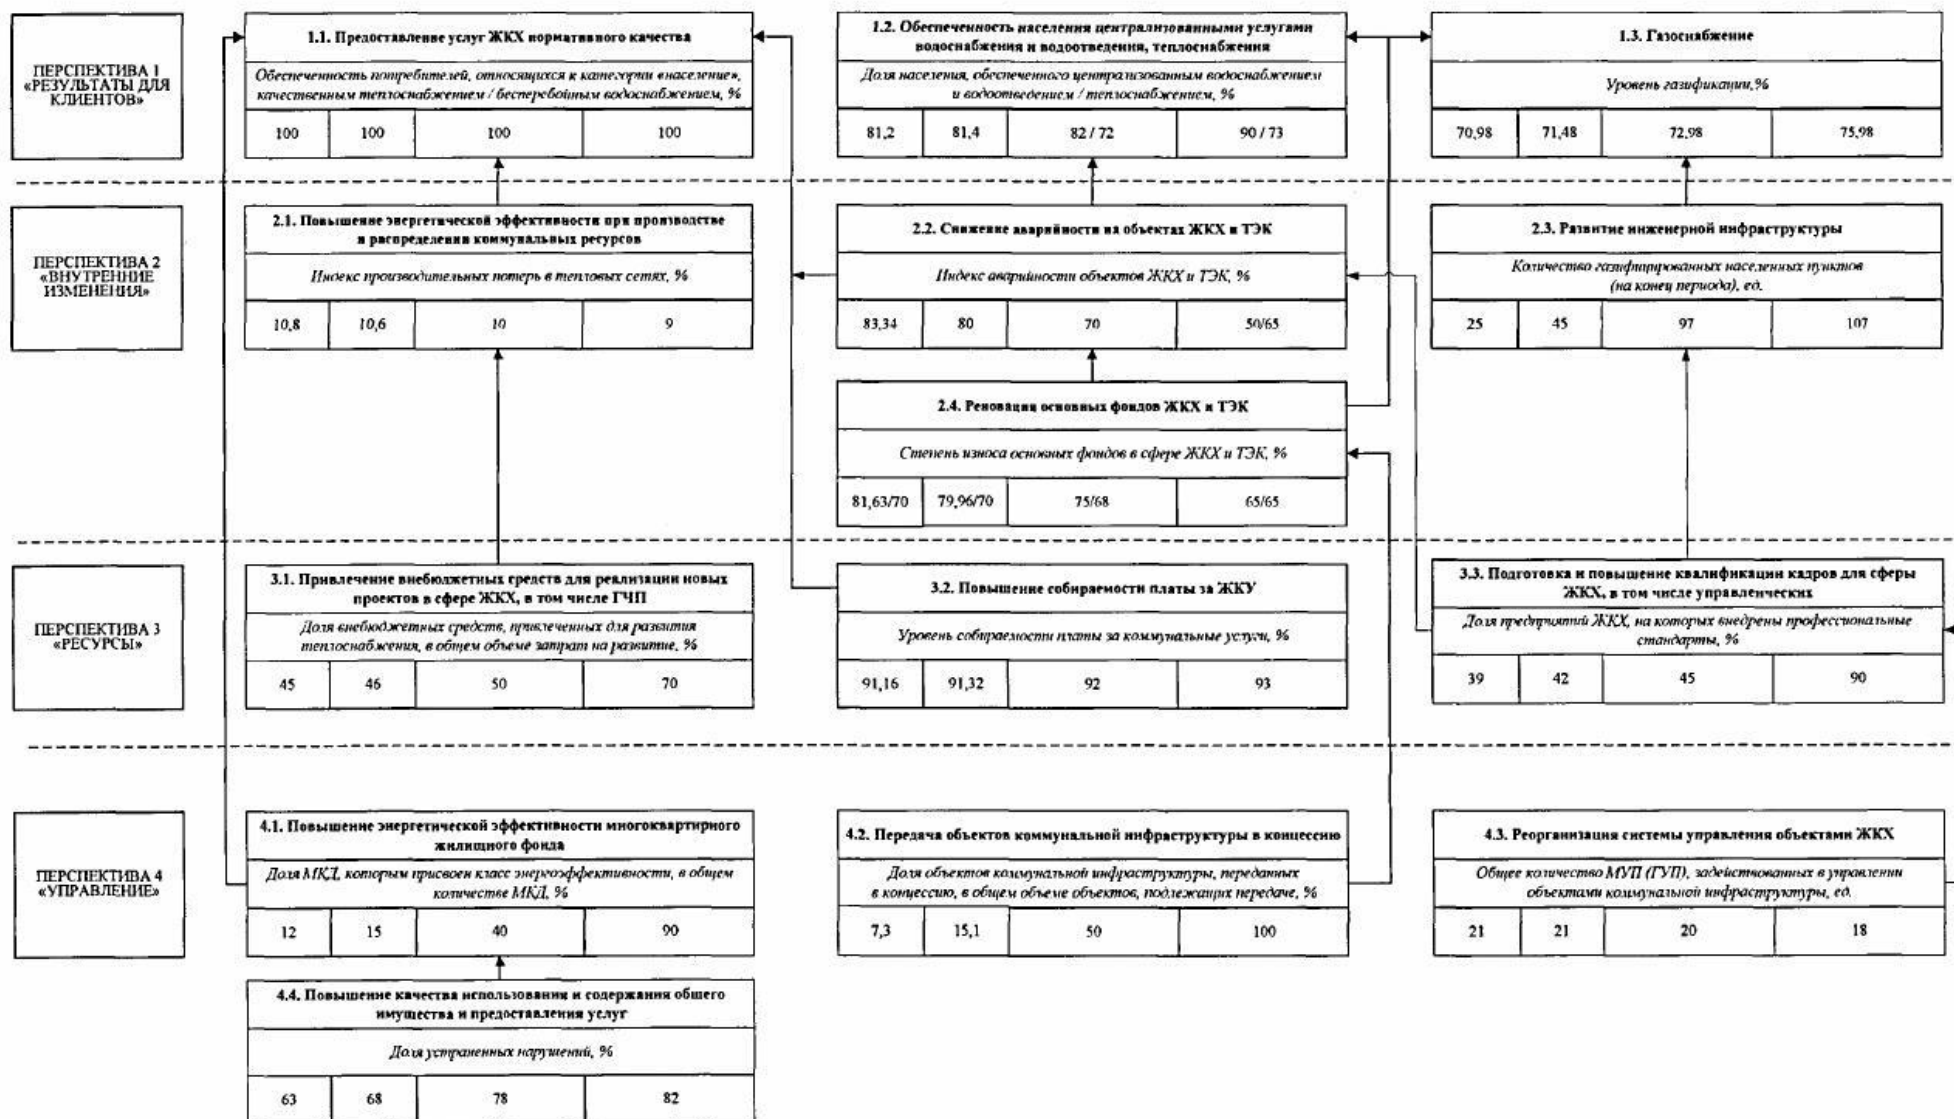 ПЕРСПЕКТИВА 1
«РЕЗУЛЬТАТЫ ДЛЯ
КЛИЕНТОВ»
1.1. Предоставление услуг ЖКХ нормативного качества
Обеспеченность потребителей, относящихся к категории «население»,
качественным теплоснабжением / бесперебойным водоснабжением, %
100 100 100 100
1.2. Обеспеченность населения централизованными услугами
водоснабжения и водоотведения, теплоснабжения
Доля населения, обеспеченного централизованным водоснабжением
и водоотведением / теплоснабжением, %
81,2 81,4 82 / 72 90 / 73
1.3. Газоснабжение
Уровень газификации,%
70,98 71,48 72,98 75,98
ПЕРСПЕКТИВА 2
«ВНУТРЕННИЕ
ИЗМЕНЕНИЯ»
2.1. Повышение энергетической эффективности при производстве
и распределении коммунальных ресурсов
Индекс производительных потерь в тепловых сетях, %
10,8 10,6 10 9
2.2. Снижение аварийности на объектах ЖКХ и ТЭК
Индекс аварийности объектов ЖКХ и ТЭК, %
83,34 80 70 50/65
2.3. Развитие инженерной инфраструктуры
Количество газифицированных населенных пунктов
(на конец периода), ед.
25 45 97 107
2.4. Реновация основных фондов ЖКХ и ТЭК
Степень износа основных фондов в сфере ЖКХ и ТЭК, %
81,63/70 79,96/70 75/68 65/65
ПЕРСПЕКТИВА 3
«РЕСУРСЫ»
3.1. Привлечение внебюджетных средств для реализации новых
проектов в сфере ЖКХ, в том числе ГЧП
Доля внебюджетных средств, привлеченных для развития
теплоснабжения, в общем объеме затрат на развитие, %
45 46 50 70
3.2. Повышение собираемости платы за ЖКУ
Уровень собираемости платы за коммунальные услуги, %
91,16 91,32 92 93
3.3. Подготовка и повышение квалификации кадров для сферы
ЖКХ, в том числе управленческих
Доля предприятий ЖКХ, на которых внедрены профессиональные
стандарты, %
39 42 45 90
ПЕРСПЕКТИВА 4
«УПРАВЛЕНИЕ»
4.1. Повышение энергетической эффективности многоквартирного
жилищного фонда
Доля МКД, которым присвоен класс энергоэффективности, в общем
количестве МКД, %
12 15 40 90
4.2. Передача объектов коммунальной инфраструктуры в концессию
Доля объектов коммунальной инфраструктуры, переданных
в концессию, в общем объеме объектов, подлежащих передаче, %
7,3 15,1 50 100
4.3. Реорганизация системы управления объектами ЖКХ
Общее количество МУП (ГУП), задействованных в управлении
объектами коммунальной инфраструктуры, ед.
21 21 20 18
4.4. Повышение качества использования и содержания общего
имущества и предоставления услуг
Доля устраненных нарушений, %
63 68 78 82